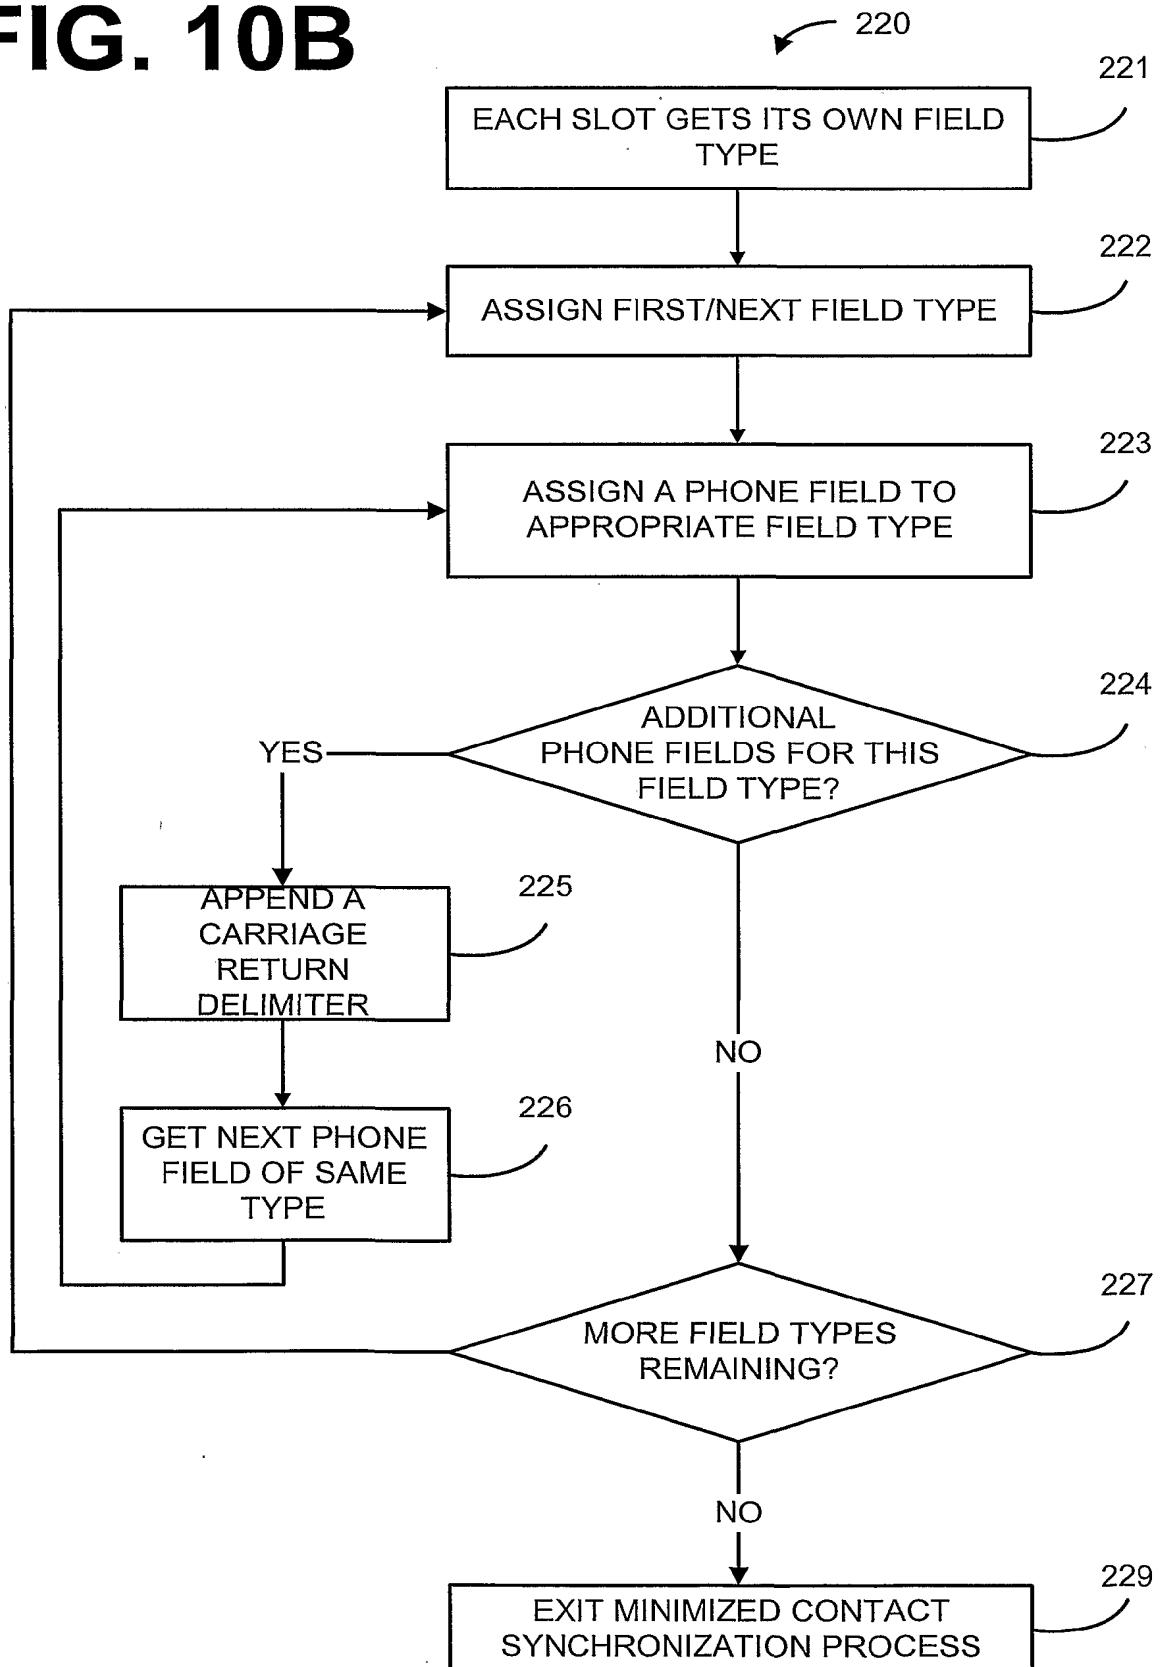 FIG. 10B
220
221
EACH SLOT GETS ITS OWN FIELD
TYPE
222
ASSIGN FIRST/NEXT FIELD TYPE
223
ASSIGN A PHONE FIELD TO
APPROPRIATE FIELD TYPE
224
ADDITIONAL
PHONE FIELDS FOR THIS
FIELD TYPE?
YES
225
APPEND A
CARRIAGE
RETURN
DELIMITER
NO
226
GET NEXT PHONE
FIELD OF SAME
TYPE
227
MORE FIELD TYPES
REMAINING?
NO
229
EXIT MINIMIZED CONTACT
SYNCHRONIZATION PROCESS